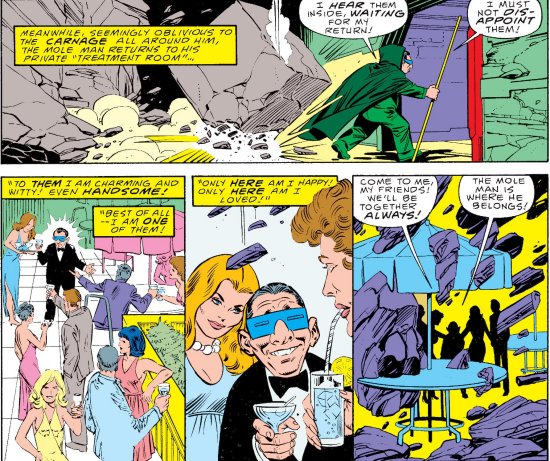 MEANWHILE, SEEMINGLY OBLIVIOUS
TO THE CARNAGE ALL AROUND HIM,
THE MOLE MAN RETURNS TO HIS
PRIVATE "TREATMENT ROOM"...
I HEAR THEM
INSIDE, WAITING
FOR MY
RETURN!
I MUST
NOT DIS-
APPOINT
THEM!
"TO THEM I AM CHARMING AND
WITTY! EVEN HANDSOME!
"BEST OF ALL
--I AM ONE
OF THEM!
"ONLY HERE AM I HAPPY!
ONLY HERE AM I
LOVED!"
COME TO ME,
MY FRIENDS!
WE'LL BE
TOGETHER
ALWAYS!
THE MOLE
MAN IS
WHERE HE
BELONGS!